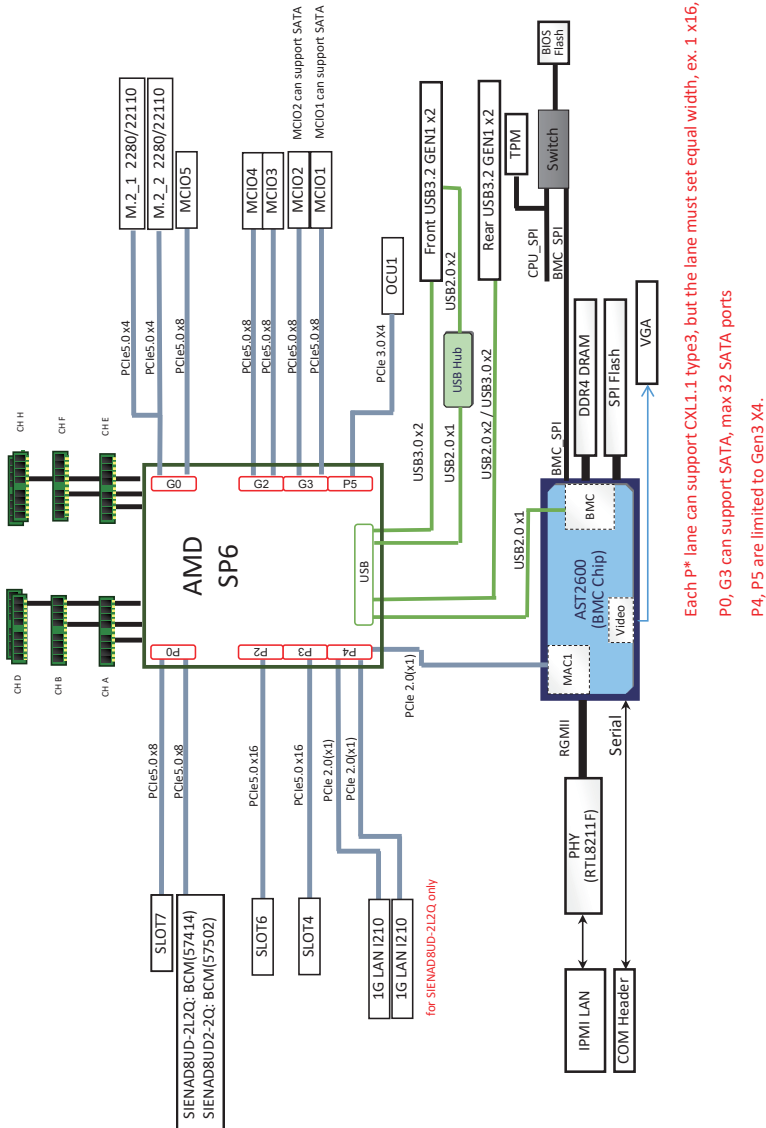 SLOT7
SIENAD8UD-2L2Q: BCM(57414)
SIENAD8UD2-2Q: BCM(57502)
SLOT6
SLOT4
1G LAN I210
1G LAN I210
for SIENAD8UD-2L2Q only
PCIe5.0 x8
PCIe5.0 x8
PCIe5.0 x16
PCIe5.0 x16
PCIe 2.0(x1)
PCIe 2.0(x1)
PCIe 2.0(x1)
CH D
CH B
CH A
CH H
CH F
CH E
AMD
SP6
P0
P2
P3
P4
G0
G2
G3
P5
USB
PCIe5.0 x4
PCIe5.0 x4
PCIe5.0 x8
PCIe5.0 x8
PCIe5.0 x8
PCIe5.0 x8
PCIe5.0 x8
PCIe 3.0 X4
M.2_1 2280/22110
M.2_2 2280/22110
MCIO5
MCIO4
MCIO3
MCIO2
MCIO1
MCIO2 can support SATA
MCIO1 can support SATA
OCU1
USB3.0 x2
USB2.0 x1
USB Hub
USB2.0 x2
Front USB3.2 GEN1 x2
USB2.0 x2 / USB3.0 x2
Rear USB3.2 GEN1 x2
USB2.0 x1
TPM
CPU_SPI
BMC_SPI
Switch
BIOS
Flash
BMC_SPI
DDR4 DRAM
SPI Flash
VGA
BMC
AST2600
(BMC Chip)
Video
MAC1
RGMII
Serial
PHY
(RTL8211F)
IPMI LAN
COM Header
Each P* lane can support CXL1.1 type3, but the lane must set equal width, ex. 1 x16,
P0, G3 can support SATA, max 32 SATA ports
P4, P5 are limited to Gen3 X4.